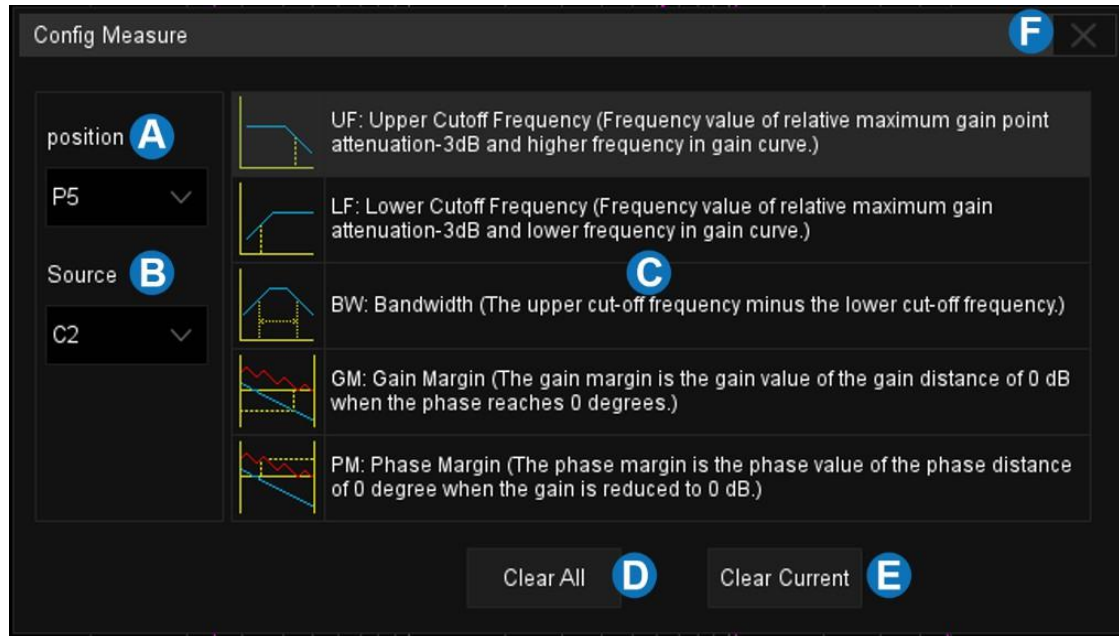 Config Measure
F
position A
P5
Source B
C2
UF: Upper Cutoff Frequency (Frequency value of relative maximum gain point
attenuation-3dB and higher frequency in gain curve.)
LF: Lower Cutoff Frequency (Frequency value of relative maximum gain
attenuation-3dB and lower frequency in gain curve.)
C
BW: Bandwidth (The upper cut-off frequency minus the lower cut-off frequency.)
GM: Gain Margin (The gain margin is the gain value of the gain distance of 0 dB
when the phase reaches 0 degrees.)
PM: Phase Margin (The phase margin is the phase value of the phase distance
of 0 degree when the gain is reduced to 0 dB.)
Clear All D
Clear Current E